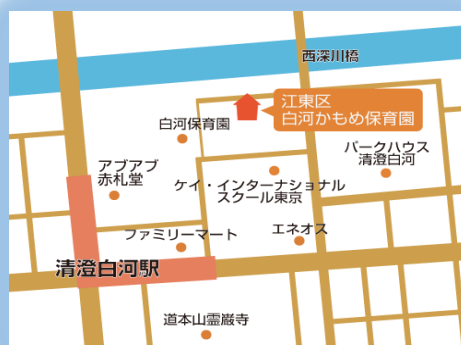 西深川橋
江東区
白河かもめ保育園
白河保育園
パークハウス
清澄白河
アブアブ
赤札堂
ケイ・インターナショナル
スクール東京
ファミリーマート
エネオス
清澄白河駅
道本山霊巌寺